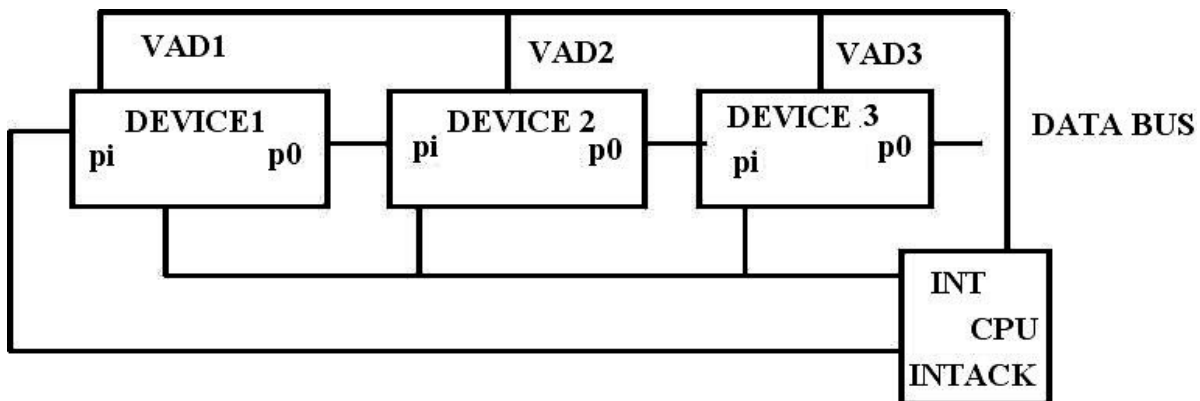 VAD1
VAD2
VAD3
DEVICE1
pi
p0
DEVICE 2
pi
p0
DEVICE 3
pi
p0
DATA BUS
INT
CPU
INTACK